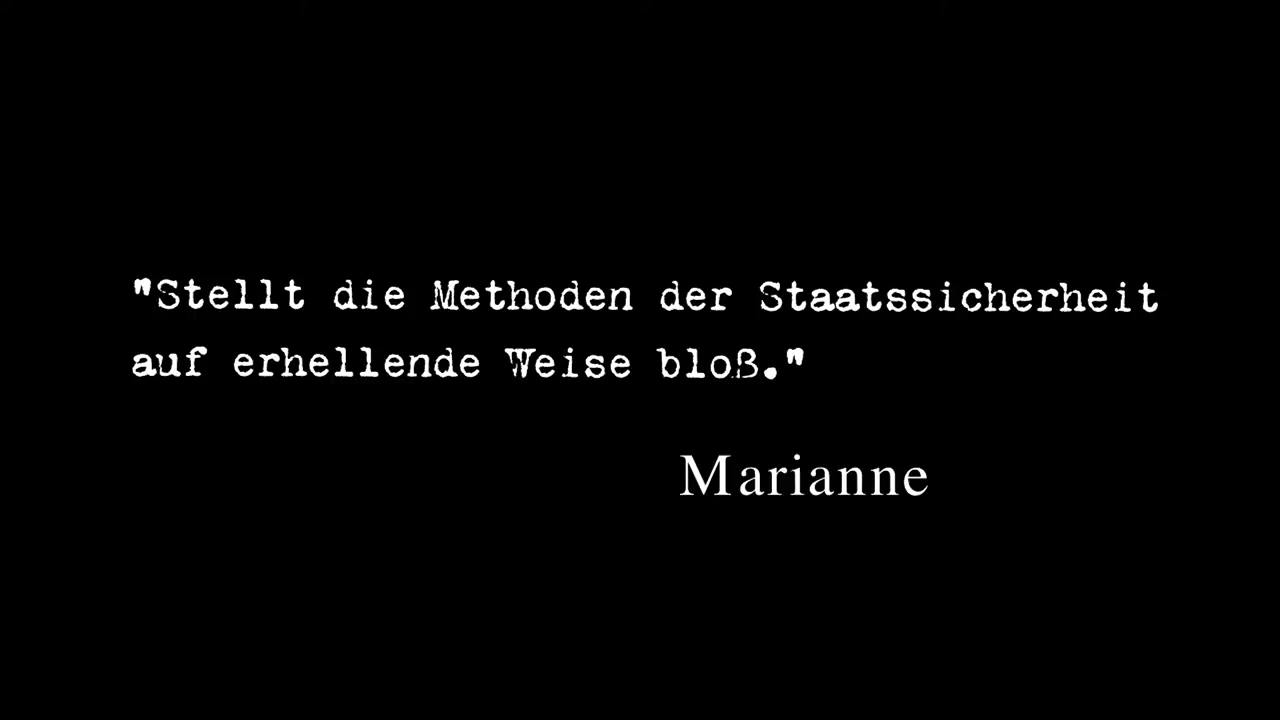 "Stellt die Methoden der Staatssicherheit
auf erhellende Weise bloß."
Marianne